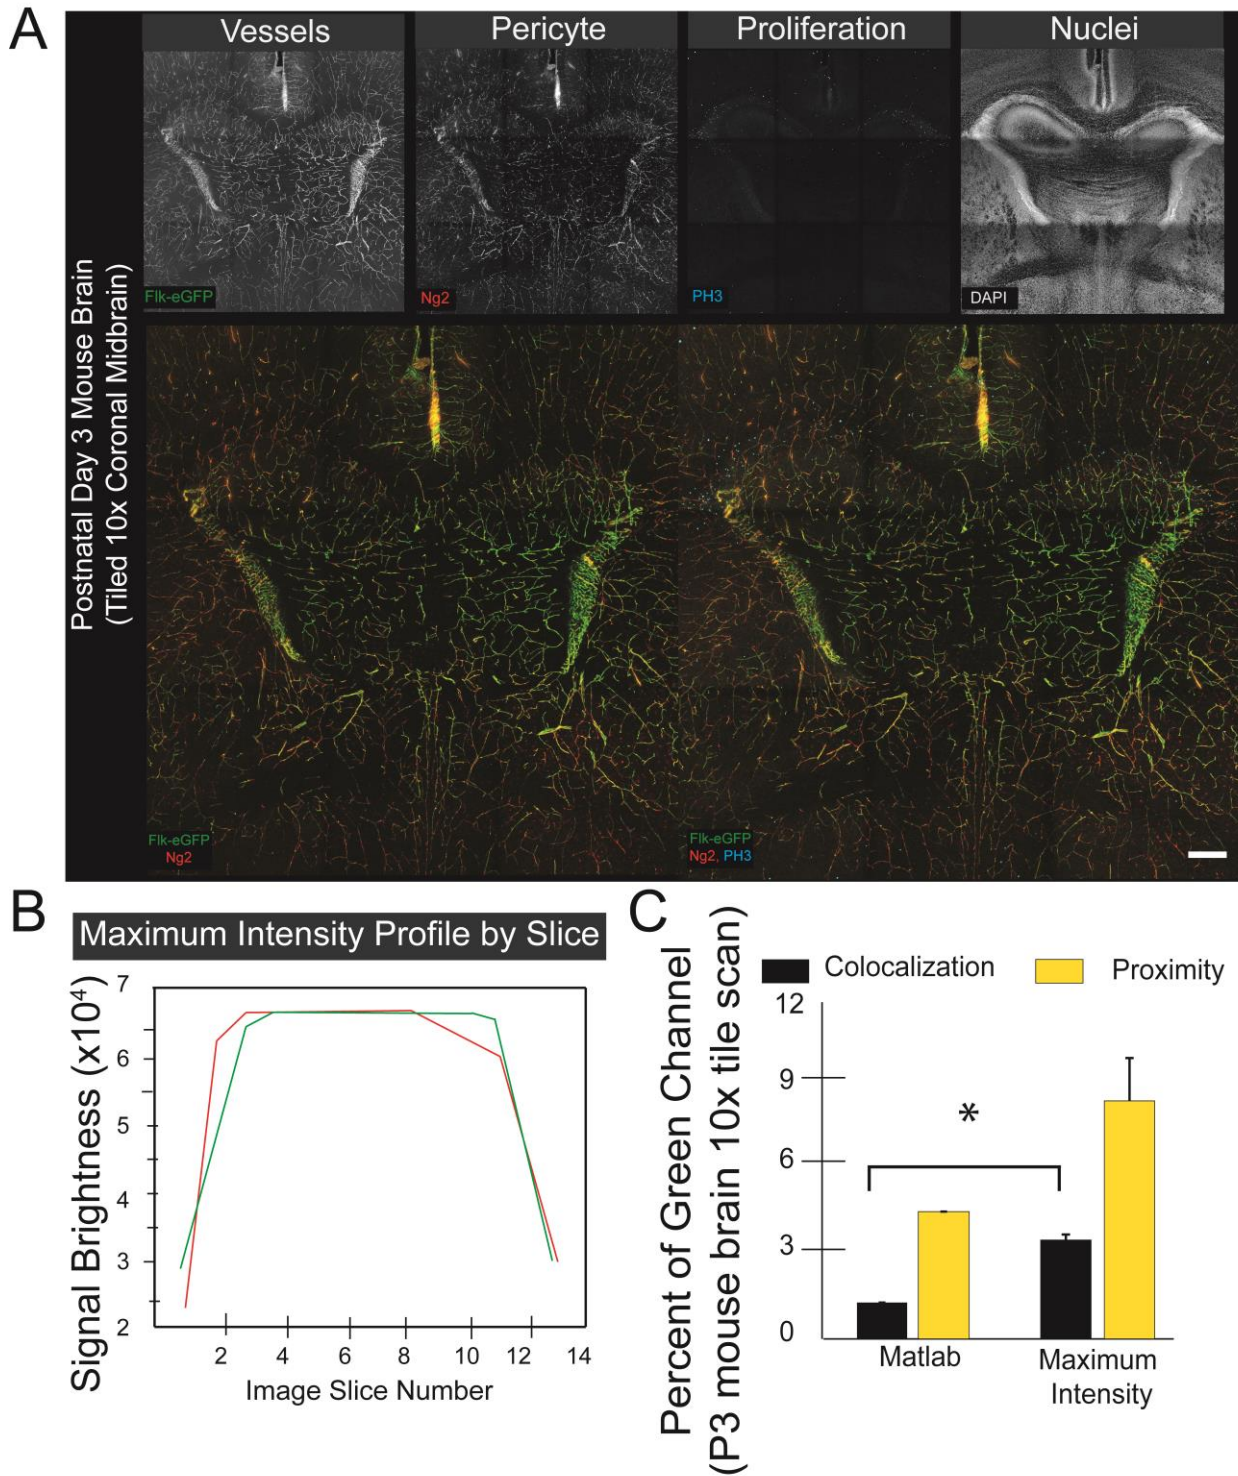 A
Vessels
Pericyte
Proliferation
Nuclei
Flk-eGFP
Ng2
PH3
DAPI
Postnatal Day 3 Mouse Brain
(Tiled 10x Coronal Midbrain)
Flk-eGFP
Ng2
Flk-eGFP
Ng2, PH3
B
Maximum Intensity Profile by Slice
Signal Brightness (x10⁴)
7
6
5
4
3
2
2 4 6 8 10 12 14
Image Slice Number
C
Percent of Green Channel
(P3 mouse brain 10x tile scan)
Colocalization
Proximity
12
9
6
3
0
*
Matlab
Maximum
Intensity